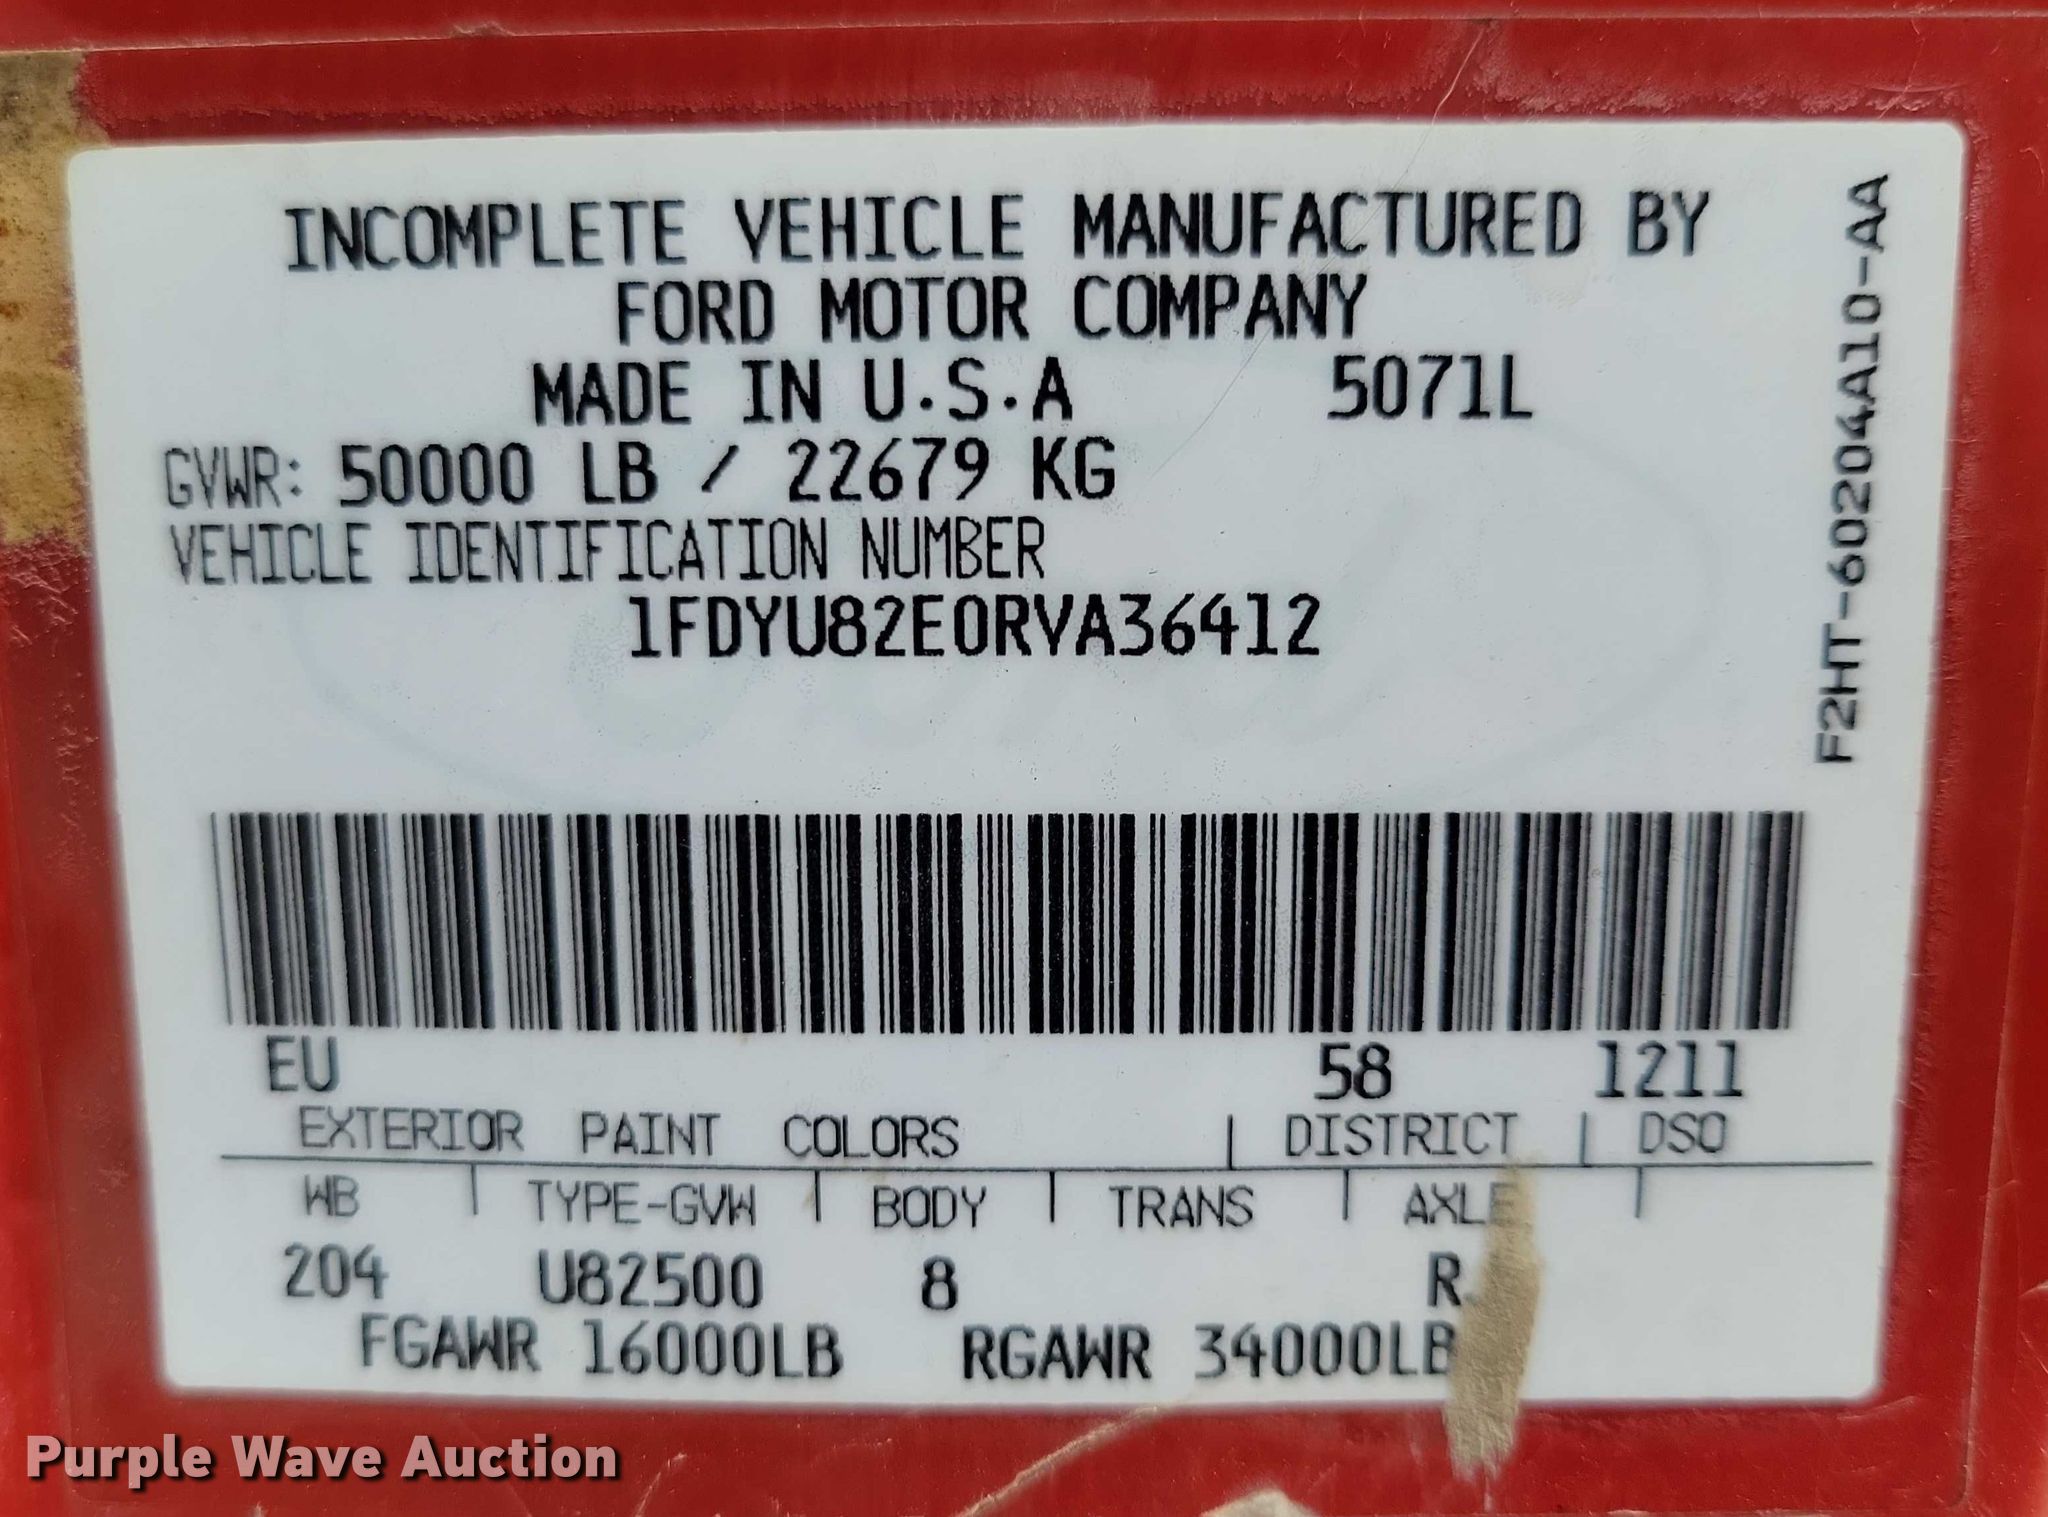 INCOMPLETE VEHICLE MANUFACTURED BY
FORD MOTOR COMPANY
MADE IN U.S.A 5071L
GVWR: 50000 LB / 22679 KG
VEHICLE IDENTIFICATION NUMBER
1FDYU82E0RVA36412
F2HT-60204A10-AA
EU 58 1211
EXTERIOR PAINT COLORS | DISTRICT | DSO
WB | TYPE-GVW | BODY | TRANS | AXLE |
204 U82500 8 R
FGAWR 16000LB RGAWR 34000LB
Purple Wave Auction